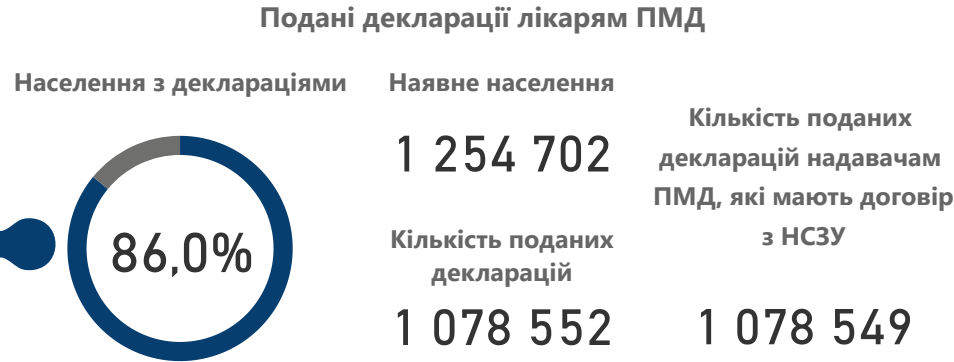 Подані декларації лікарям ПМД
Населення з деклараціями
86,0%
Наявне населення
1 254 702
Кількість поданих
декларацій
1 078 552
Кількість поданих
декларацій надавачам
ПМД, які мають договір
з НСЗУ
1 078 549